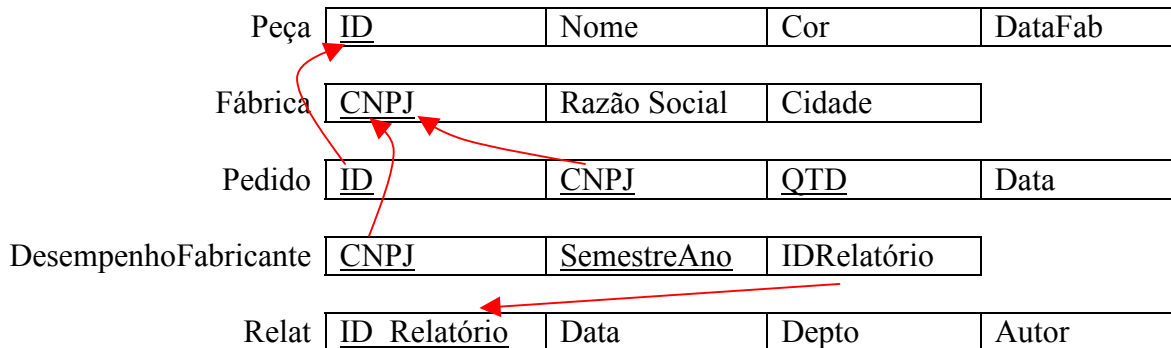 Peça ID Nome Cor DataFab
Fábrica CNPJ Razão Social Cidade
Pedido ID CNPJ QTD Data
DesempenhoFabricante CNPJ SemestreAno IDRelatório
Relat ID_Relatório Data Depto Autor